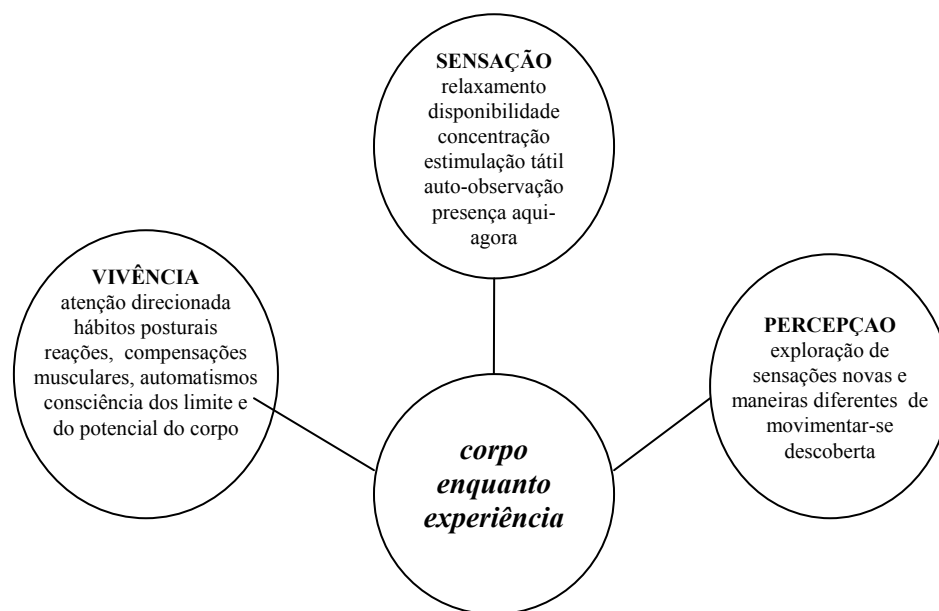 SENSAÇÃO
relaxamento
disponibilidade
concentração
estimulação tátil
auto-observação
presença aqui-
agora
VIVÊNCIA
atenção direcionada
hábitos posturais
reações, compensações
musculares, automatismos
consciência dos limite e
do potencial do corpo
PERCEPÇAO
exploração de
sensações novas e
maneiras diferentes de
movimentar-se
descoberta
corpo
enquanto
experiência